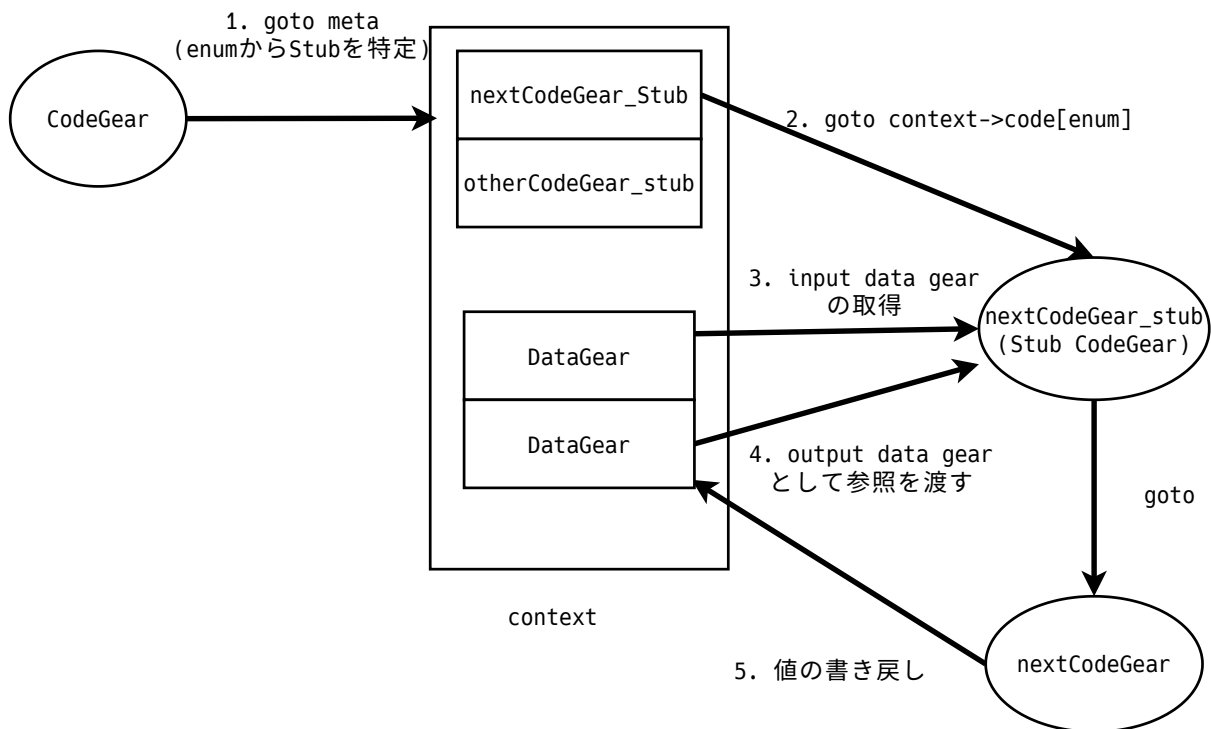 1. goto meta
(enumからStubを特定)
CodeGear
nextCodeGear_Stub
otherCodeGear_stub
2. goto context->code[enum]
3. input data gear
の取得
nextCodeGear_stub
(Stub CodeGear)
DataGear
DataGear
4. output data gear
として参照を渡す
goto
context
5. 値の書き戻し
nextCodeGear